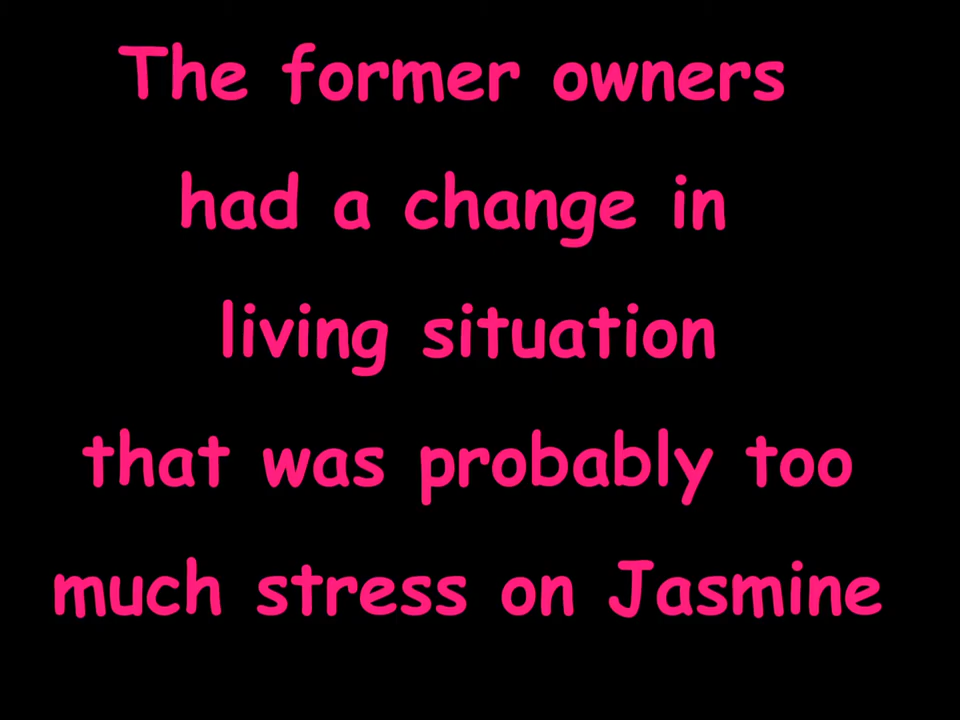 The former owners
had a change in
living situation
that was probably too
much stress on Jasmine